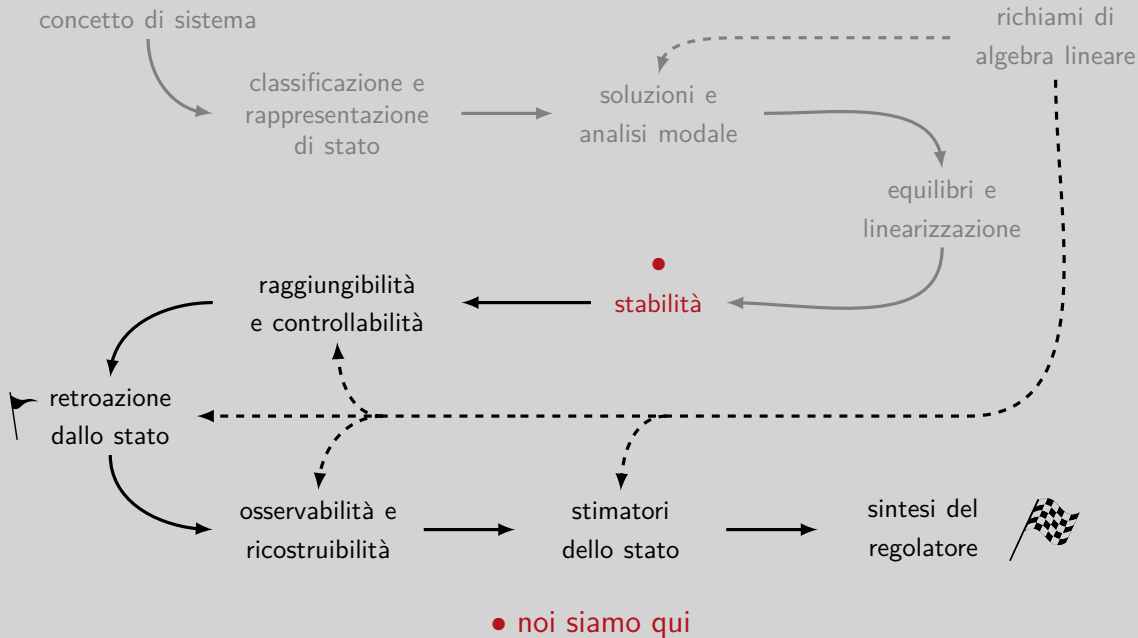 concetto di sistema
richiami di
algebra lineare
classificazione e
rappresentazione
di stato
soluzioni e
analisi modale
equilibri e
linearizzazione
stabilità
raggiungibilità
e controllabilità
retroazione
dallo stato
osservabilità e
ricostruibilità
stimatori
dello stato
sintesi del
regolatore
• noi siamo qui